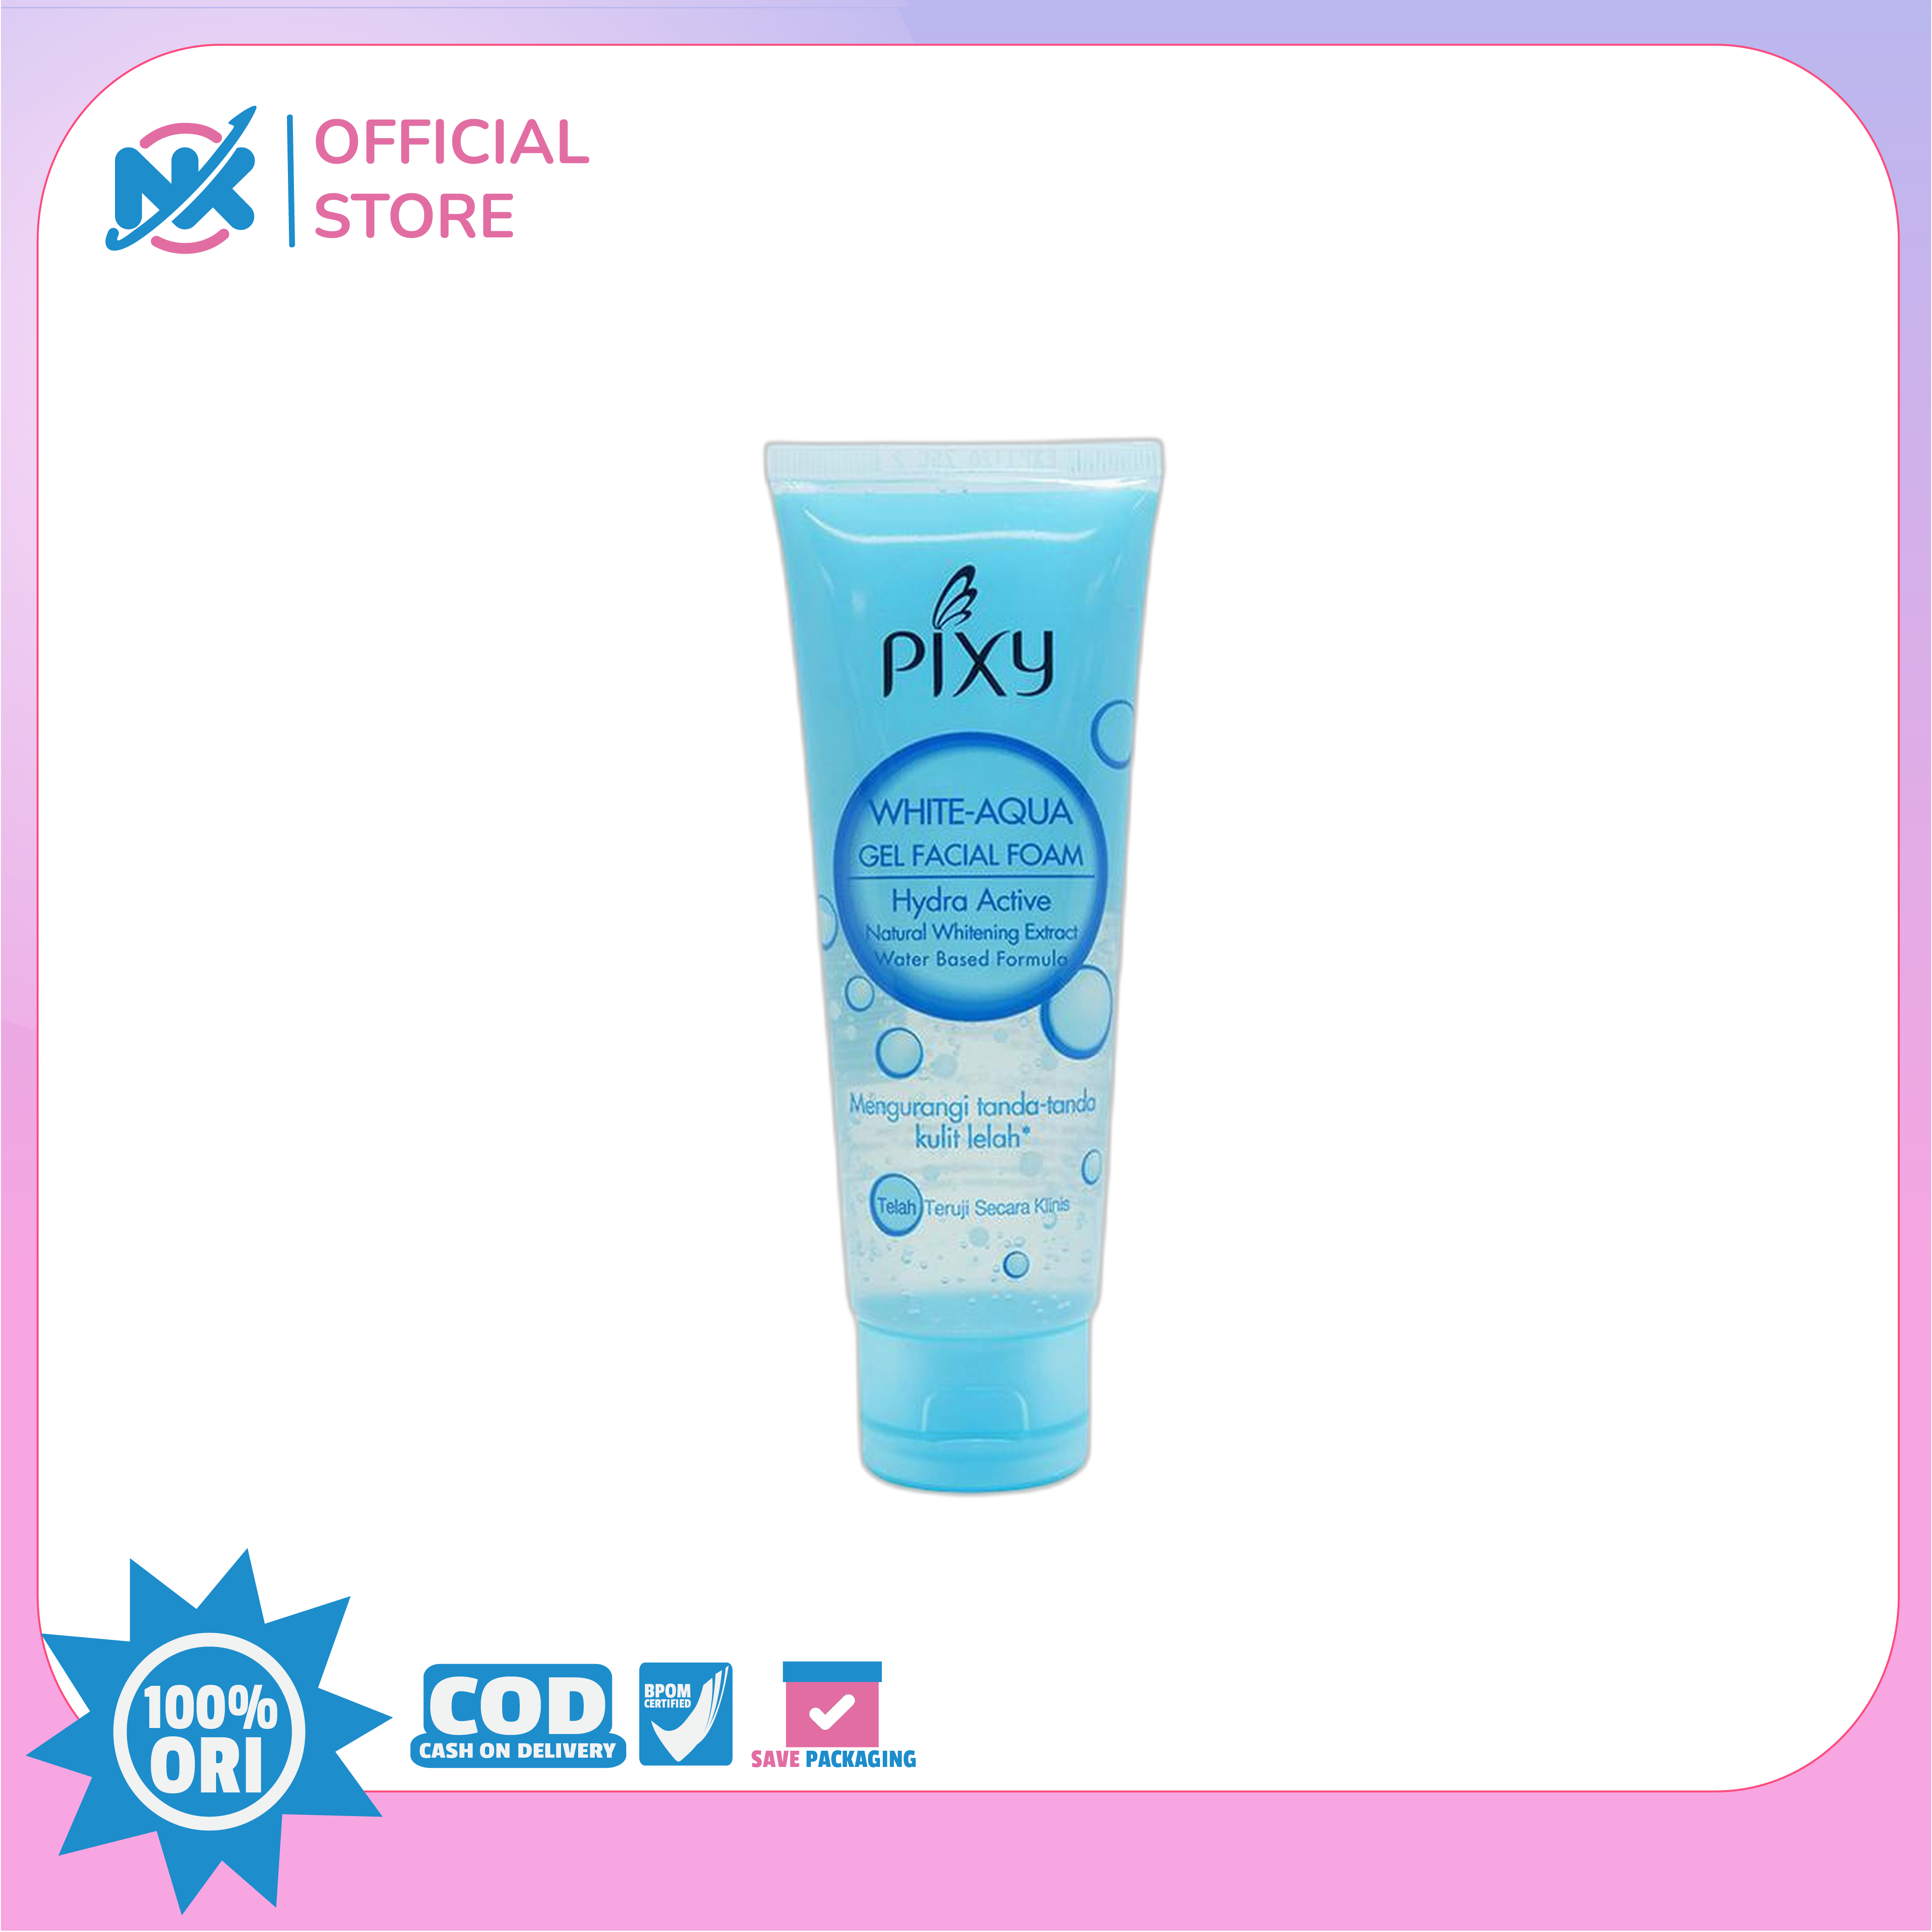 NK
OFFICIAL
STORE
PIXY
WHITE-AQUA
GEL FACIAL FOAM
Hydra Active
Natural Whitening Extract
Water Based Formula
Mengurangi tanda-tanda
kulit lelah*
Telah Teruji Secara Klinis
100%
ORI
COD
CASH ON DELIVERY
BPOM
CERTIFIED
SAVE PACKAGING